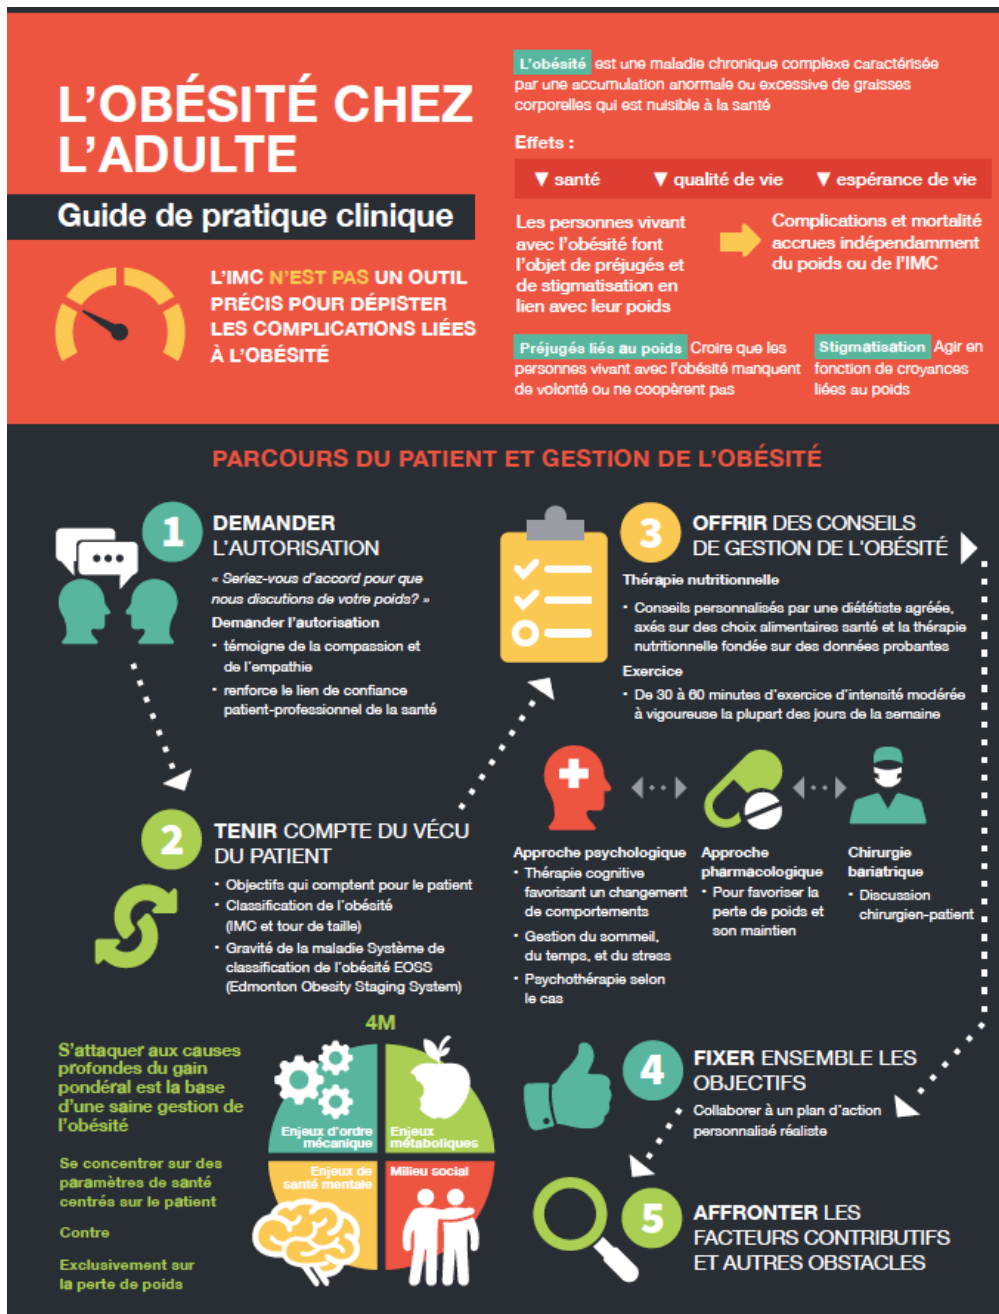 L'OBÉSITÉ CHEZ
L'ADULTE
Guide de pratique clinique
L'IMC N'EST PAS UN OUTIL
PRÉCIS POUR DÉPISTER
LES COMPLICATIONS LIÉES
À L'OBÉSITÉ
L'obésité est une maladie chronique complexe caractérisée
par une accumulation anormale ou excessive de graisses
corporelles qui est nuisible à la santé
Effets :
▼ santé ▼ qualité de vie ▼ espérance de vie
Les personnes vivant
avec l'obésité font
l'objet de préjugés et
de stigmatisation en
lien avec leur poids
Complications et mortalité
accrues indépendamment
du poids ou de l'IMC
Préjugés liés au poids Croire que les
personnes vivant avec l'obésité manquent
de volonté ou ne coopèrent pas
Stigmatisation Agir en
fonction de croyances
liées au poids
PARCOURS DU PATIENT ET GESTION DE L'OBÉSITÉ
1
DEMANDER
L'AUTORISATION
« Seriez-vous d'accord pour que
nous discutions de votre poids? »
Demander l'autorisation
• témoigne de la compassion et
de l'empathie
• renforce le lien de confiance
patient-professionnel de la santé
2
TENIR COMPTE DU VÉCU
DU PATIENT
• Objectifs qui comptent pour le patient
• Classification de l'obésité
(IMC et tour de taille)
• Gravité de la maladie Système de
classification de l'obésité EOSS
(Edmonton Obesity Staging System)
4M
S'attaquer aux causes
profondes du gain
pondéral est la base
d'une saine gestion de
l'obésité
Se concentrer sur des
paramètres de santé
centrés sur le patient
Contre
Exclusivement sur
la perte de poids
Enjeux d'ordre
mécanique
Enjeux
métaboliques
Enjeux de
santé mentale
Milieu social
3
OFFRIR DES CONSEILS
DE GESTION DE L'OBÉSITÉ
Thérapie nutritionnelle
• Conseils personnalisés par une diététiste agréée,
axés sur des choix alimentaires santé et la thérapie
nutritionnelle fondée sur des données probantes
Exercice
• De 30 à 60 minutes d'exercice d'intensité modérée
à vigoureuse la plupart des jours de la semaine
Approche psychologique
• Thérapie cognitive
favorisant un changement
de comportements
• Gestion du sommeil,
du temps, et du stress
• Psychothérapie selon
le cas
Approche
pharmacologique
• Pour favoriser la
perte de poids et
son maintien
Chirurgie
bariatrique
• Discussion
chirurgien-patient
4
FIXER ENSEMBLE LES
OBJECTIFS
Collaborer à un plan d'action
personnalisé réaliste
5
AFFRONTER LES
FACTEURS CONTRIBUTIFS
ET AUTRES OBSTACLES